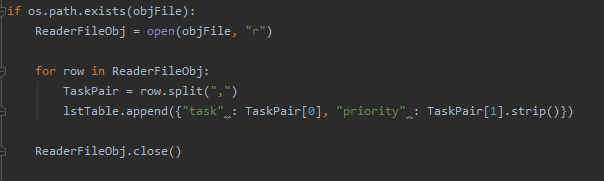 if os.path.exists(objFile):
    ReaderFileObj = open(objFile, "r")
    for row in ReaderFileObj:
        TaskPair = row.split(",")
        lstTable.append({"task" : TaskPair[0], "priority" : TaskPair[1].strip()})
    ReaderFileObj.close()